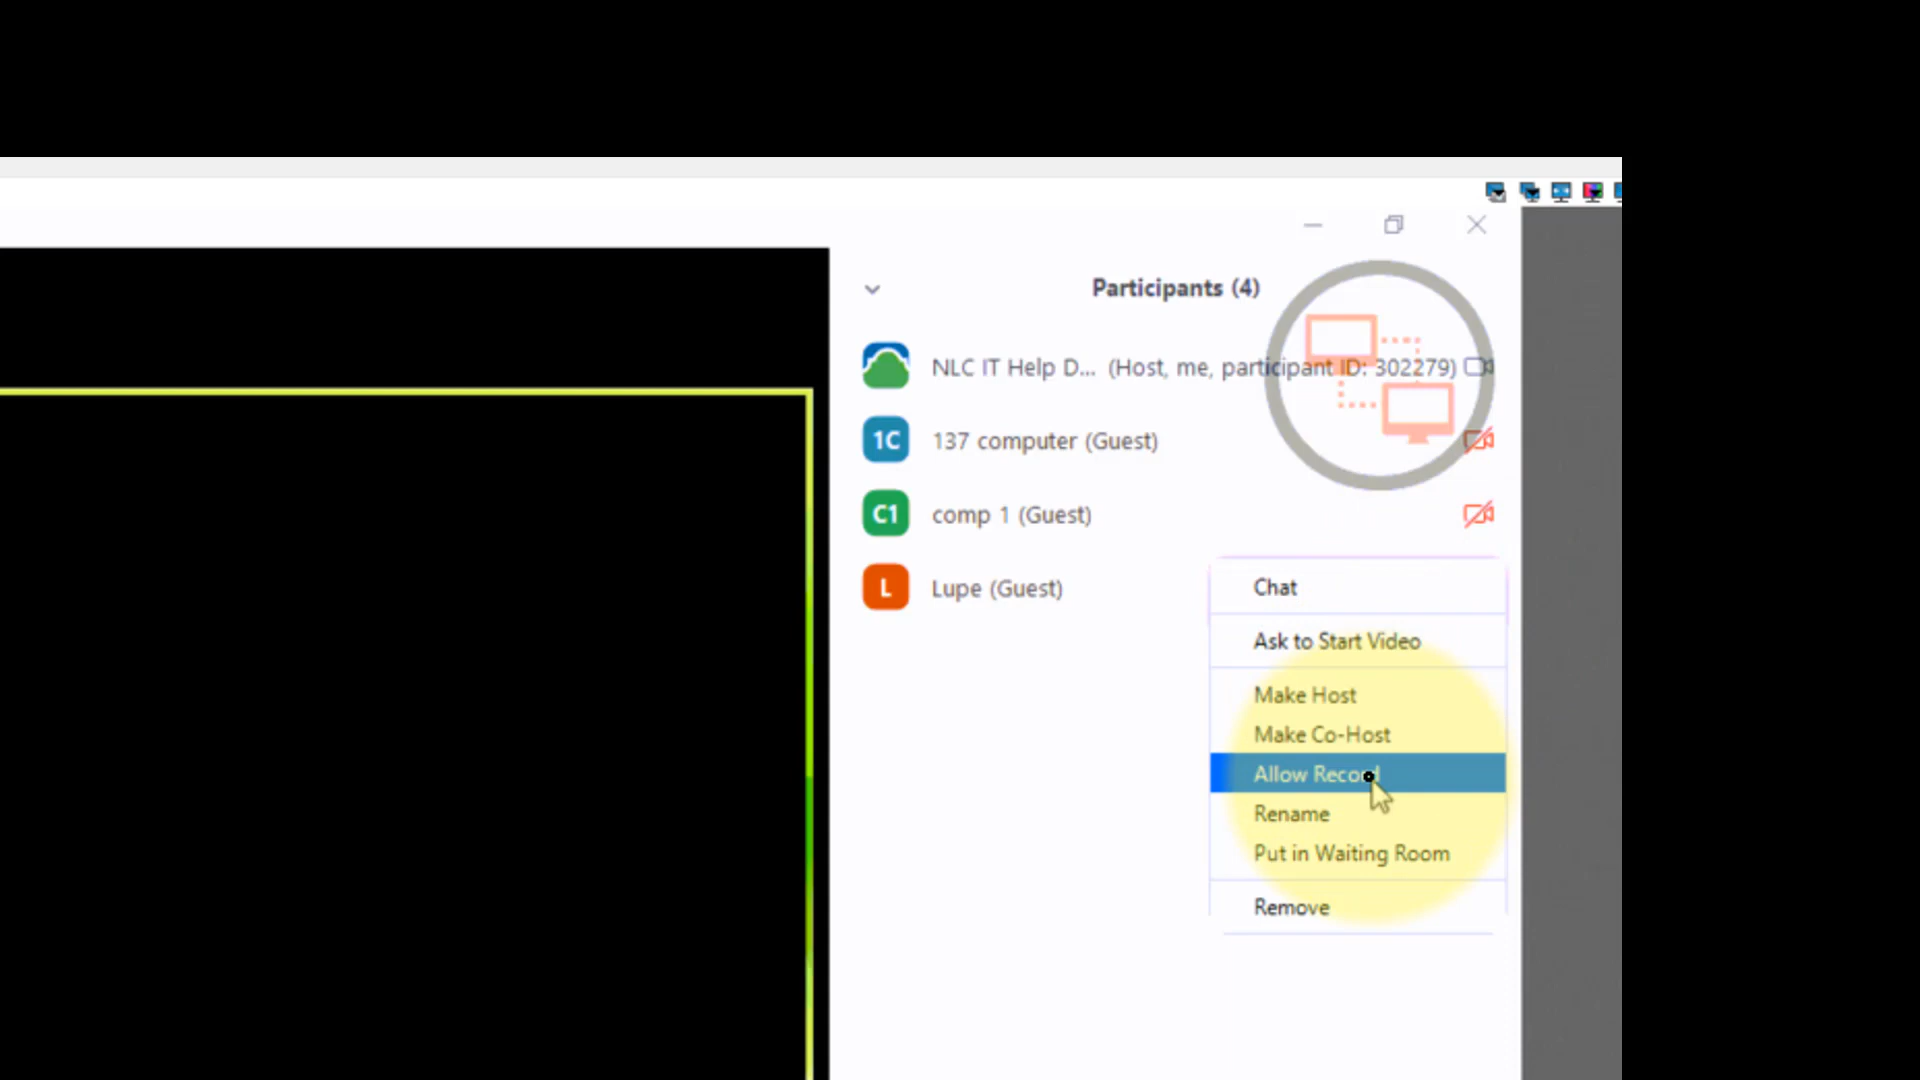 Participants (4)
NLC IT Help D... (Host, me, participant ID: 302279)
1C 137 computer (Guest)
C1 comp 1 (Guest)
L Lupe (Guest)
Chat
Ask to Start Video
Make Host
Make Co-Host
Allow Record
Rename
Put in Waiting Room
Remove